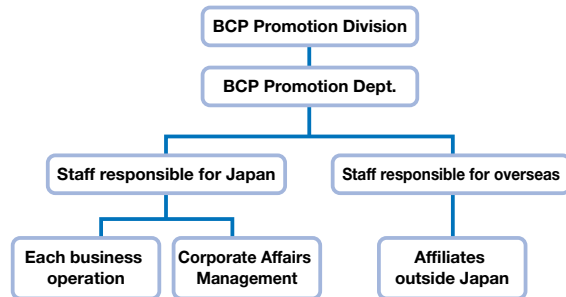 BCP Promotion Division
BCP Promotion Dept.
Staff responsible for Japan
Staff responsible for overseas
Each business
operation
Corporate Affairs
Management
Affiliates
outside Japan